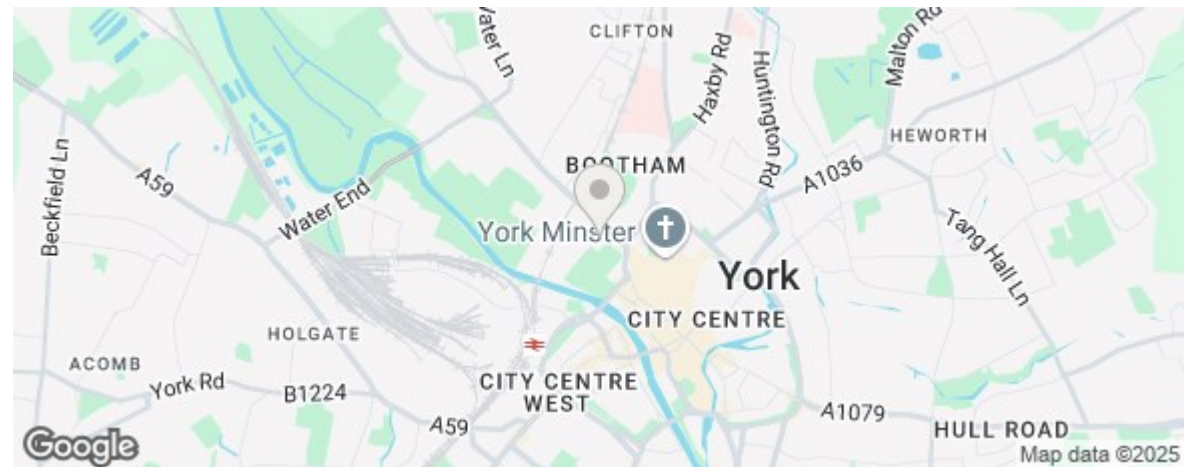 CLIFTON
Water Ln
Haxby Rd
Huntington Rd
Malton Rd
HEWORTH
BOOTHAM
A1036
Beckfield Ln
A59
Water End
York Minster
York
Tang Hall Ln
CITY CENTRE
HOLGATE
ACOMB
York Rd
B1224
CITY CENTRE
WEST
A59
A1079
HULL ROAD
Google
Map data ©2025